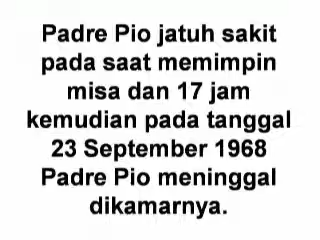 Padre Pio jatuh sakit
pada saat memimpin
misa dan 17 jam
kemudian pada tanggal
23 September 1968
Padre Pio meninggal
dikamarnya.